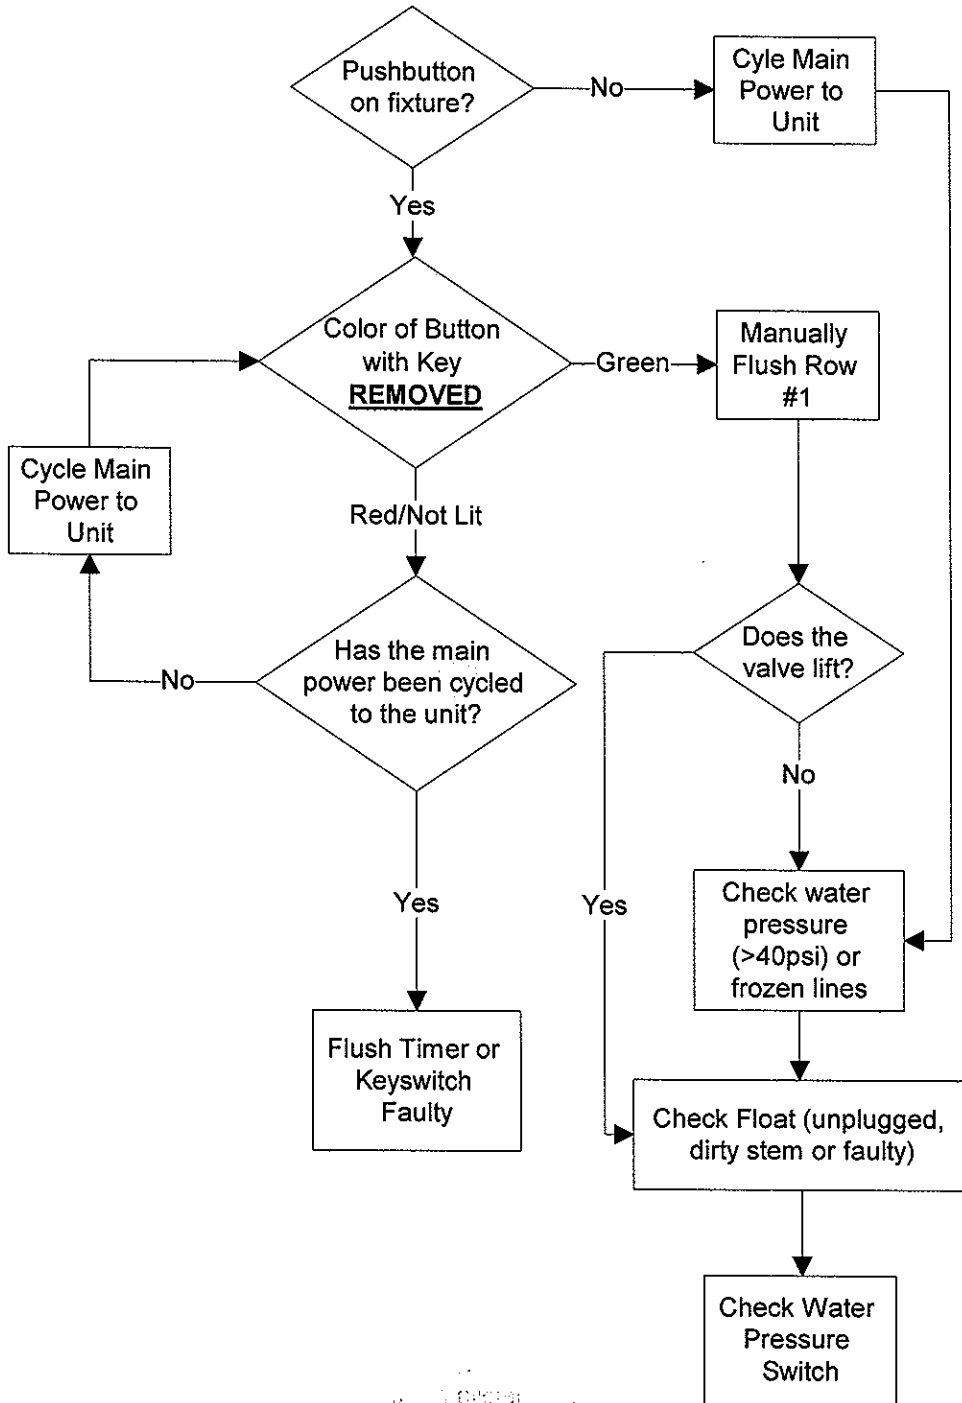 Pushbutton
on fixture?
No
Cyle Main
Power to
Unit
Yes
Color of Button
with Key
REMOVED
Green
Manually
Flush Row
#1
Cycle Main
Power to
Unit
Red/Not Lit
Has the main
power been cycled
to the unit?
No
Does the
valve lift?
No
Yes
Yes
Check water
pressure
(>40psi) or
frozen lines
Flush Timer or
Keyswitch
Faulty
Check Float (unplugged,
dirty stem or faulty)
Check Water
Pressure
Switch